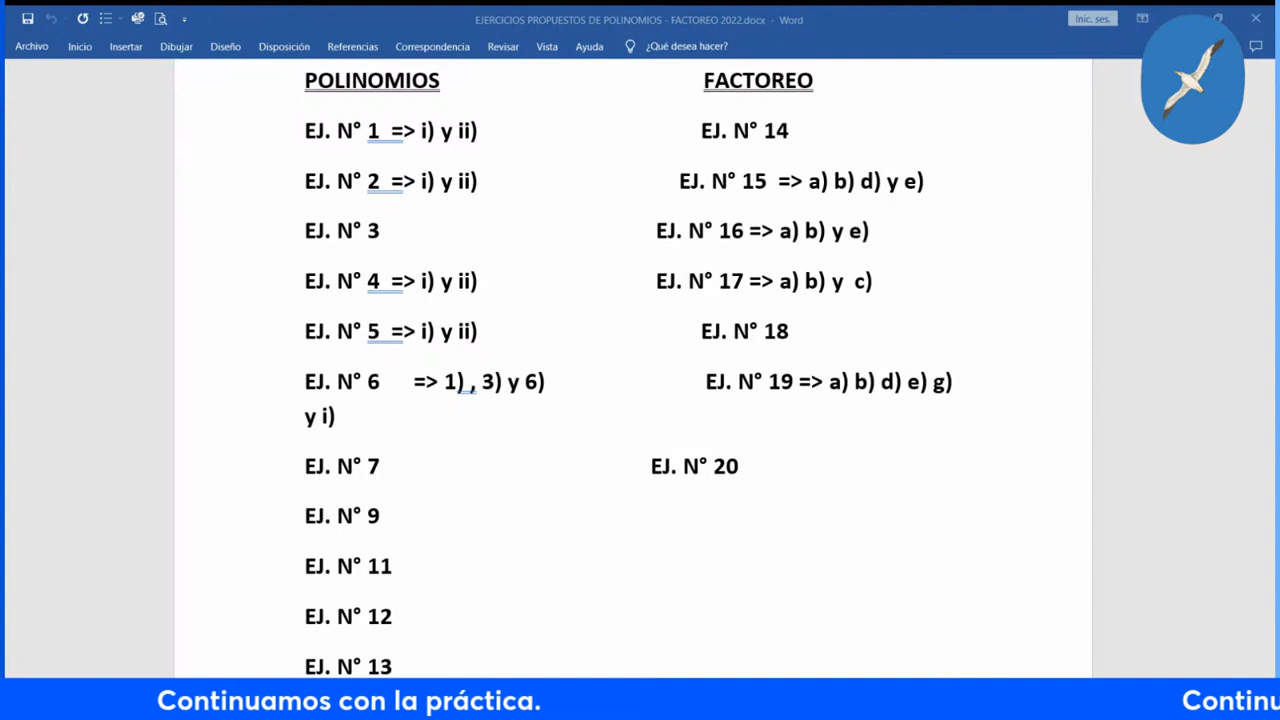 EJERCICIOS PROPUESTOS DE POLINOMIOS - FACTOREO 2022.docx - Word
Inic. ses.
Archivo Inicio Insertar Dibujar Diseño Disposición Referencias Correspondencia Revisar Vista Ayuda ¿Qué desea hacer?
POLINOMIOS FACTOREO
EJ. N° 1 => i) y ii) EJ. N° 14
EJ. N° 2 => i) y ii) EJ. N° 15 => a) b) d) y e)
EJ. N° 3 EJ. N° 16 => a) b) y e)
EJ. N° 4 => i) y ii) EJ. N° 17 => a) b) y c)
EJ. N° 5 => i) y ii) EJ. N° 18
EJ. N° 6 => 1) , 3) y 6) EJ. N° 19 => a) b) d) e) g)
y i)
EJ. N° 7 EJ. N° 20
EJ. N° 9
EJ. N° 11
EJ. N° 12
EJ. N° 13
Continuamos con la práctica. Continu